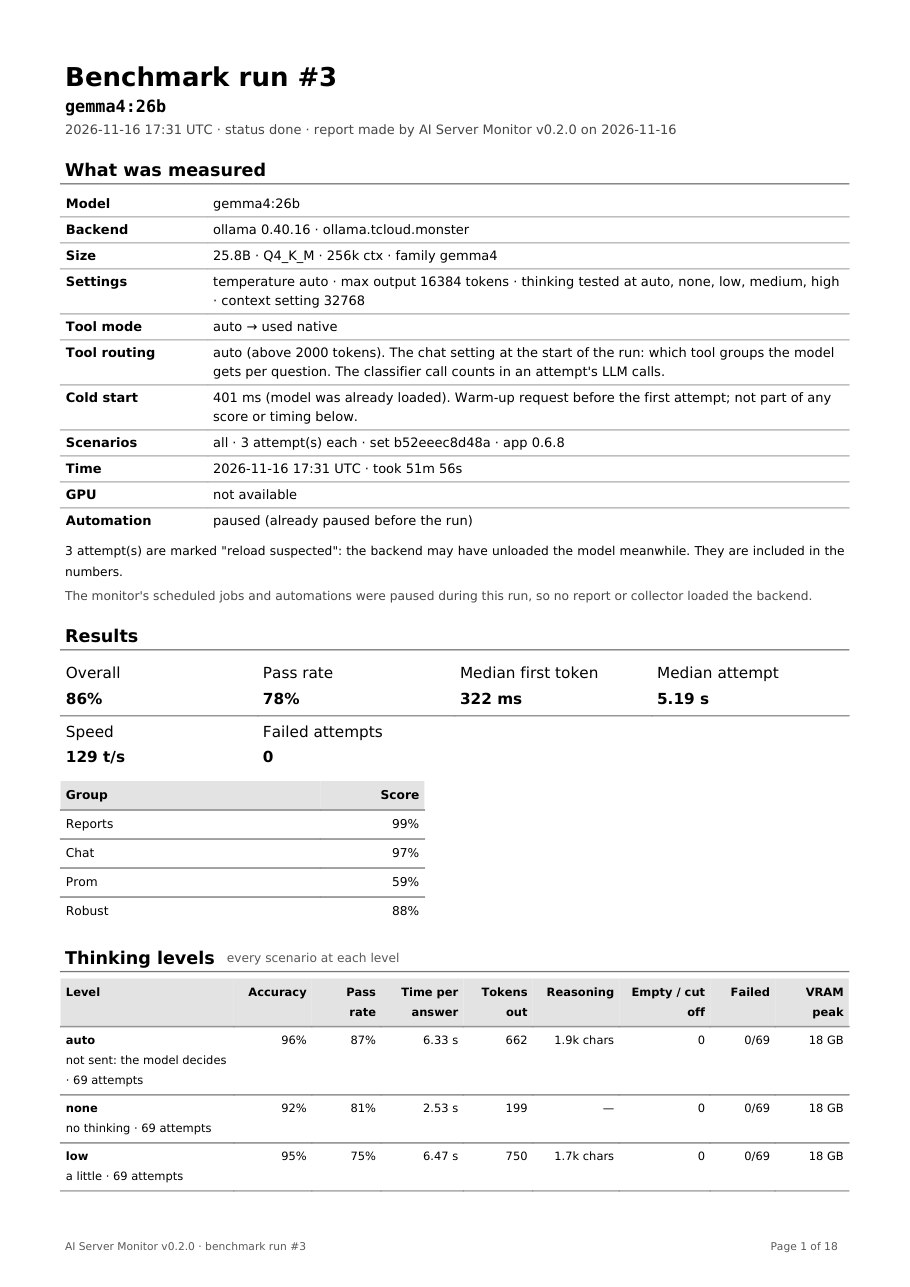 Benchmark run #3
gemma4:26b
2026-11-16 17:31 UTC · status done · report made by AI Server Monitor v0.2.0 on 2026-11-16
What was measured
Model gemma4:26b
Backend ollama 0.40.16 · ollama.tcloud.monster
Size 25.8B · Q4_K_M · 256k ctx · family gemma4
Settings temperature auto · max output 16384 tokens · thinking tested at auto, none, low, medium, high
· context setting 32768
Tool mode auto → used native
Tool routing auto (above 2000 tokens). The chat setting at the start of the run: which tool groups the model
gets per question. The classifier call counts in an attempt's LLM calls.
Cold start 401 ms (model was already loaded). Warm-up request before the first attempt; not part of any
score or timing below.
Scenarios all · 3 attempt(s) each · set b52eeec8d48a · app 0.6.8
Time 2026-11-16 17:31 UTC · took 51m 56s
GPU not available
Automation paused (already paused before the run)
3 attempt(s) are marked "reload suspected": the backend may have unloaded the model meanwhile. They are included in the
numbers.
The monitor's scheduled jobs and automations were paused during this run, so no report or collector loaded the backend.
Results
Overall Pass rate Median first token Median attempt
86% 78% 322 ms 5.19 s
Speed Failed attempts
129 t/s 0
Group Score
Reports 99%
Chat 97%
Prom 59%
Robust 88%
Thinking levels every scenario at each level
Level Accuracy Pass Time per Tokens Reasoning Empty / cut Failed VRAM
rate answer out off peak
auto 96% 87% 6.33 s 662 1.9k chars 0 0/69 18 GB
not sent: the model decides
· 69 attempts
none 92% 81% 2.53 s 199 — 0 0/69 18 GB
no thinking · 69 attempts
low 95% 75% 6.47 s 750 1.7k chars 0 0/69 18 GB
a little · 69 attempts
AI Server Monitor v0.2.0 · benchmark run #3 Page 1 of 18